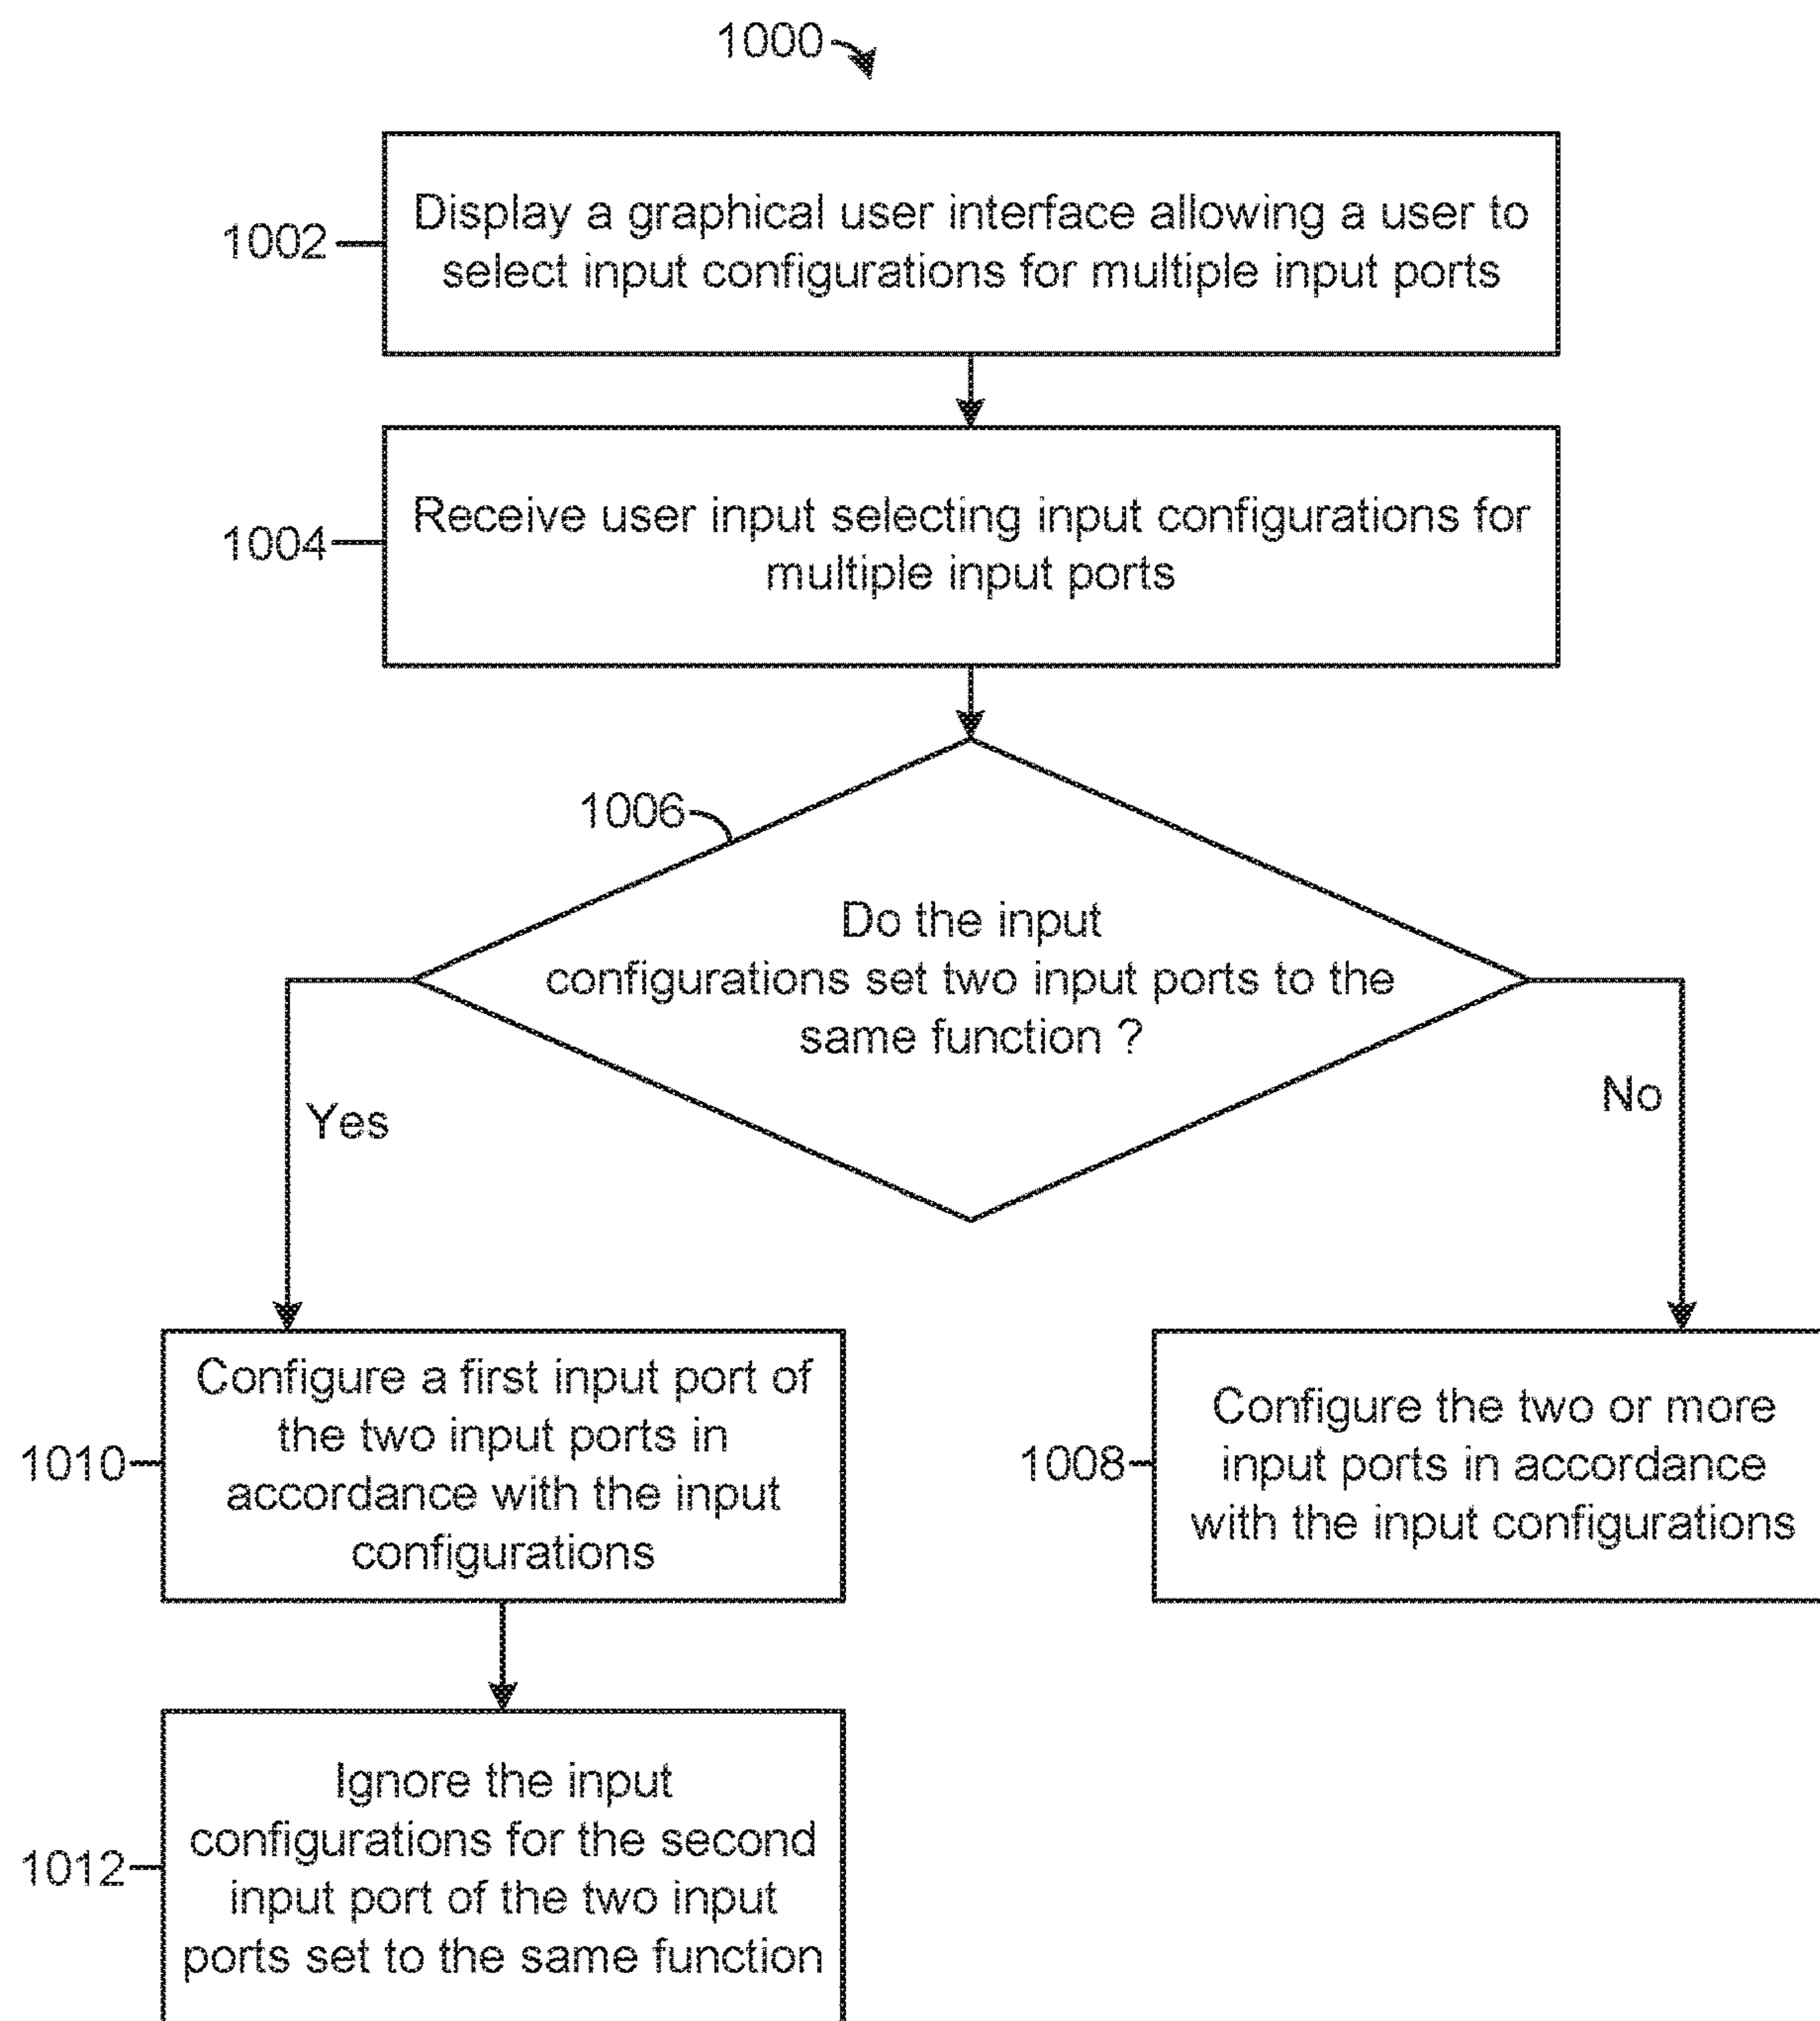 1000
1002
Display a graphical user interface allowing a user to
select input configurations for multiple input ports
1004
Receive user input selecting input configurations for
multiple input ports
1006
Do the input
configurations set two input ports to the
same function ?
Yes
No
1010
Configure a first input port of
the two input ports in
accordance with the input
configurations
1008
Configure the two or more
input ports in accordance
with the input configurations
1012
Ignore the input
configurations for the second
input port of the two input
ports set to the same function